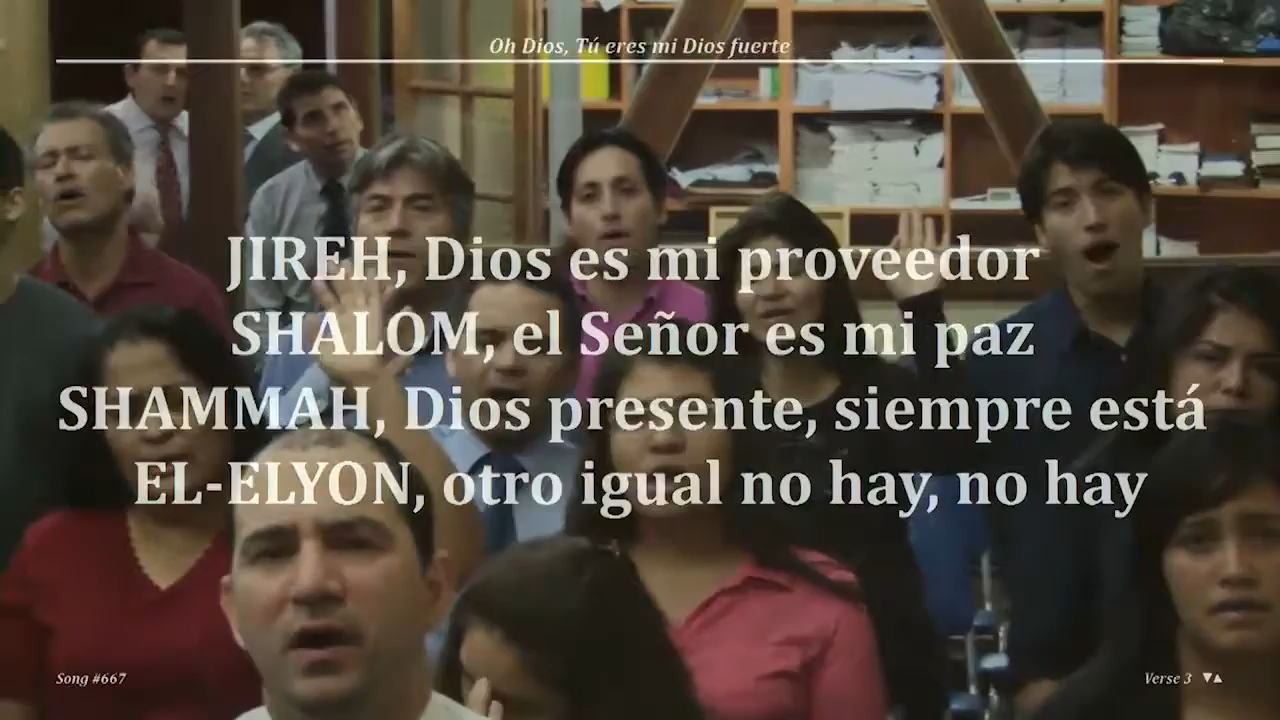 Oh Dios, Tú eres mi Dios fuerte
JIREH, Dios es mi proveedor
SHALOM, el Señor es mi paz
SHAMMAH, Dios presente, siempre está
EL-ELYON, otro igual no hay, no hay
Song #667
Verse 3 ▼▲